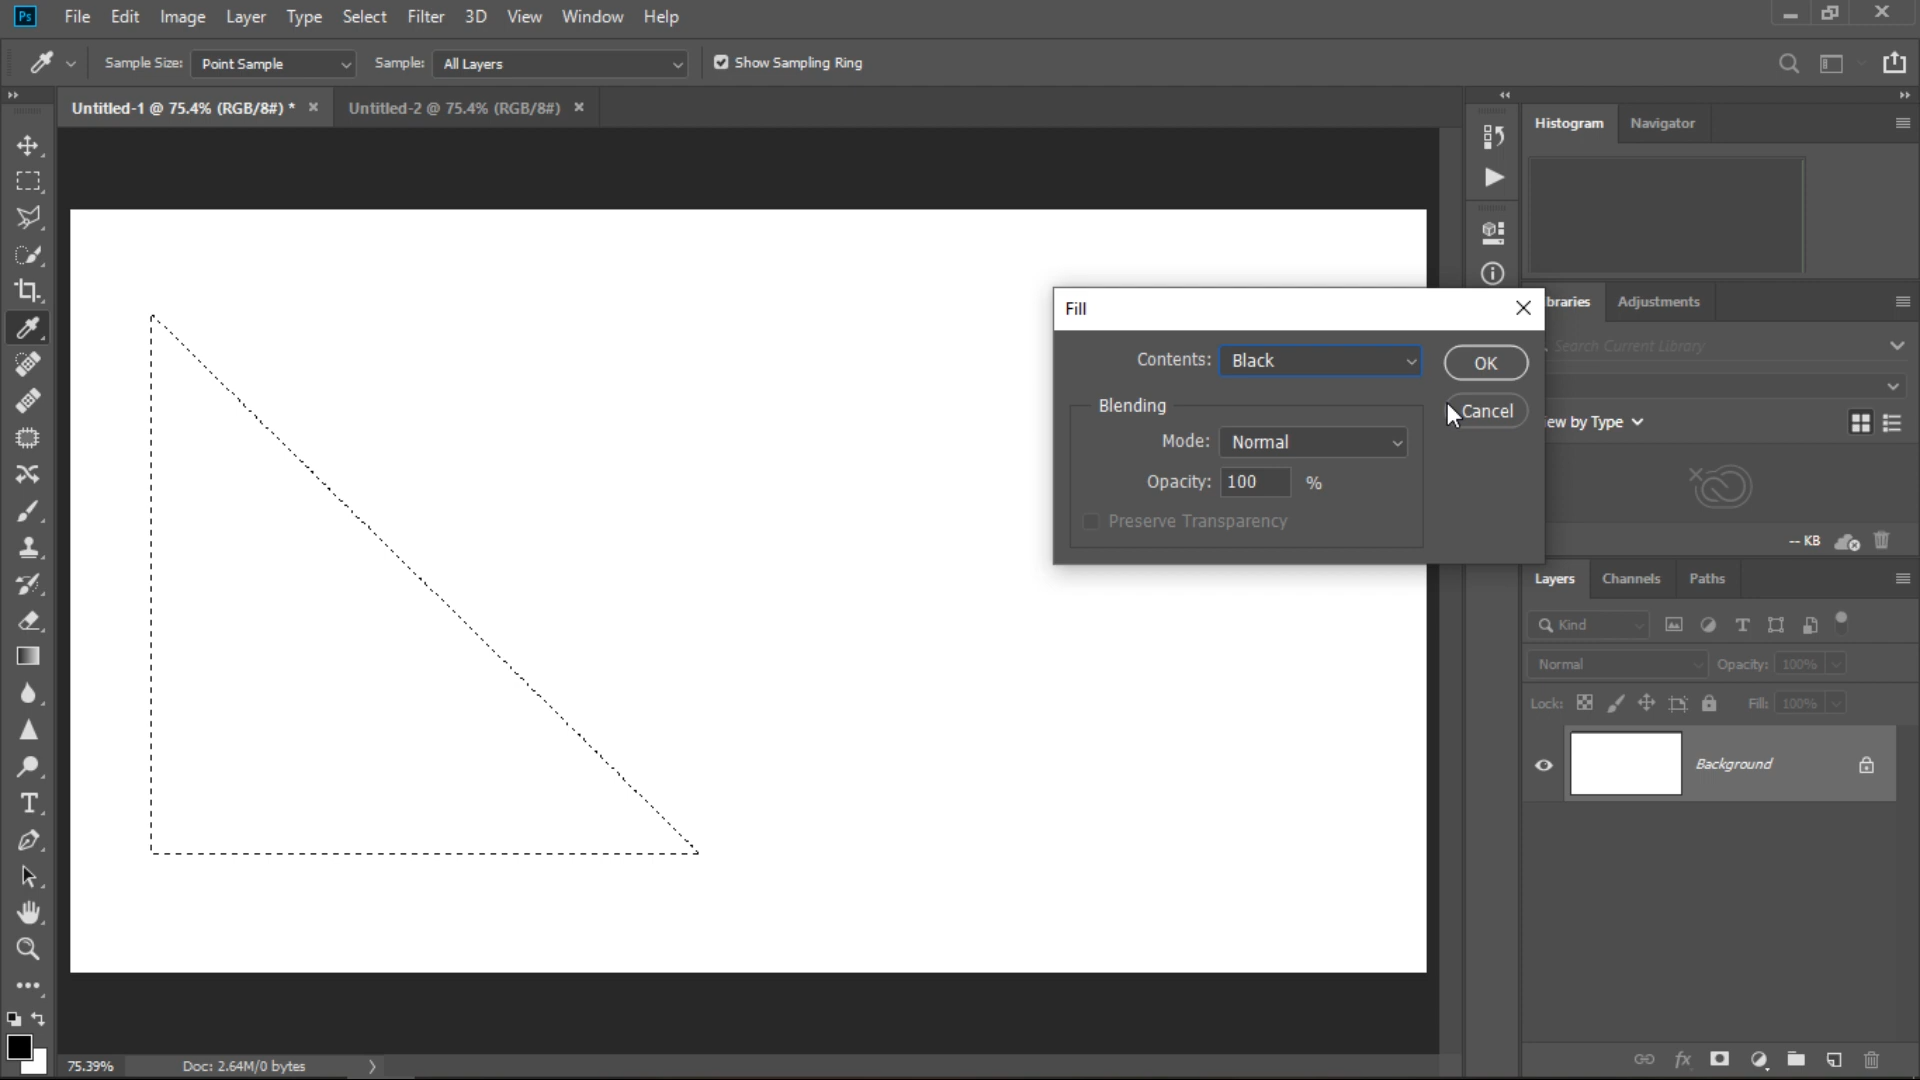 Ps File Edit Image Layer Type Select Filter 3D View Window Help
Sample Size: Point Sample Sample: All Layers Show Sampling Ring
Untitled-1 @ 75.4% (RGB/8#) * Untitled-2 @ 75.4% (RGB/8#)
Histogram Navigator
braries Adjustments
Search Current Library
ew by Type
-- KB
Fill
Contents: Black OK
Blending Cancel
Mode: Normal
Opacity: 100 %
Preserve Transparency
Layers Channels Paths
Kind
Normal Opacity: 100%
Lock: Fill: 100%
Background
fx
75.39% Doc: 2.64M/0 bytes